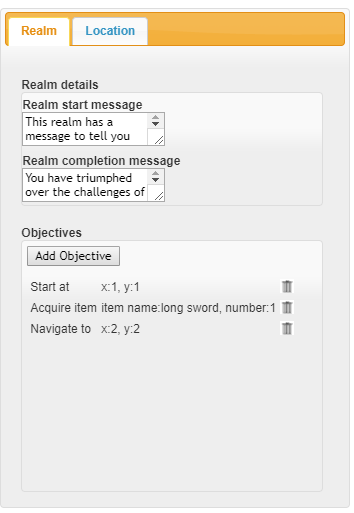 Realm Location
Realm details
Realm start message
This realm has a
message to tell you
Realm completion message
You have triumphed
over the challenges of
Objectives
Add Objective
Start at x:1, y:1
Acquire item item name:long sword, number:1
Navigate to x:2, y:2